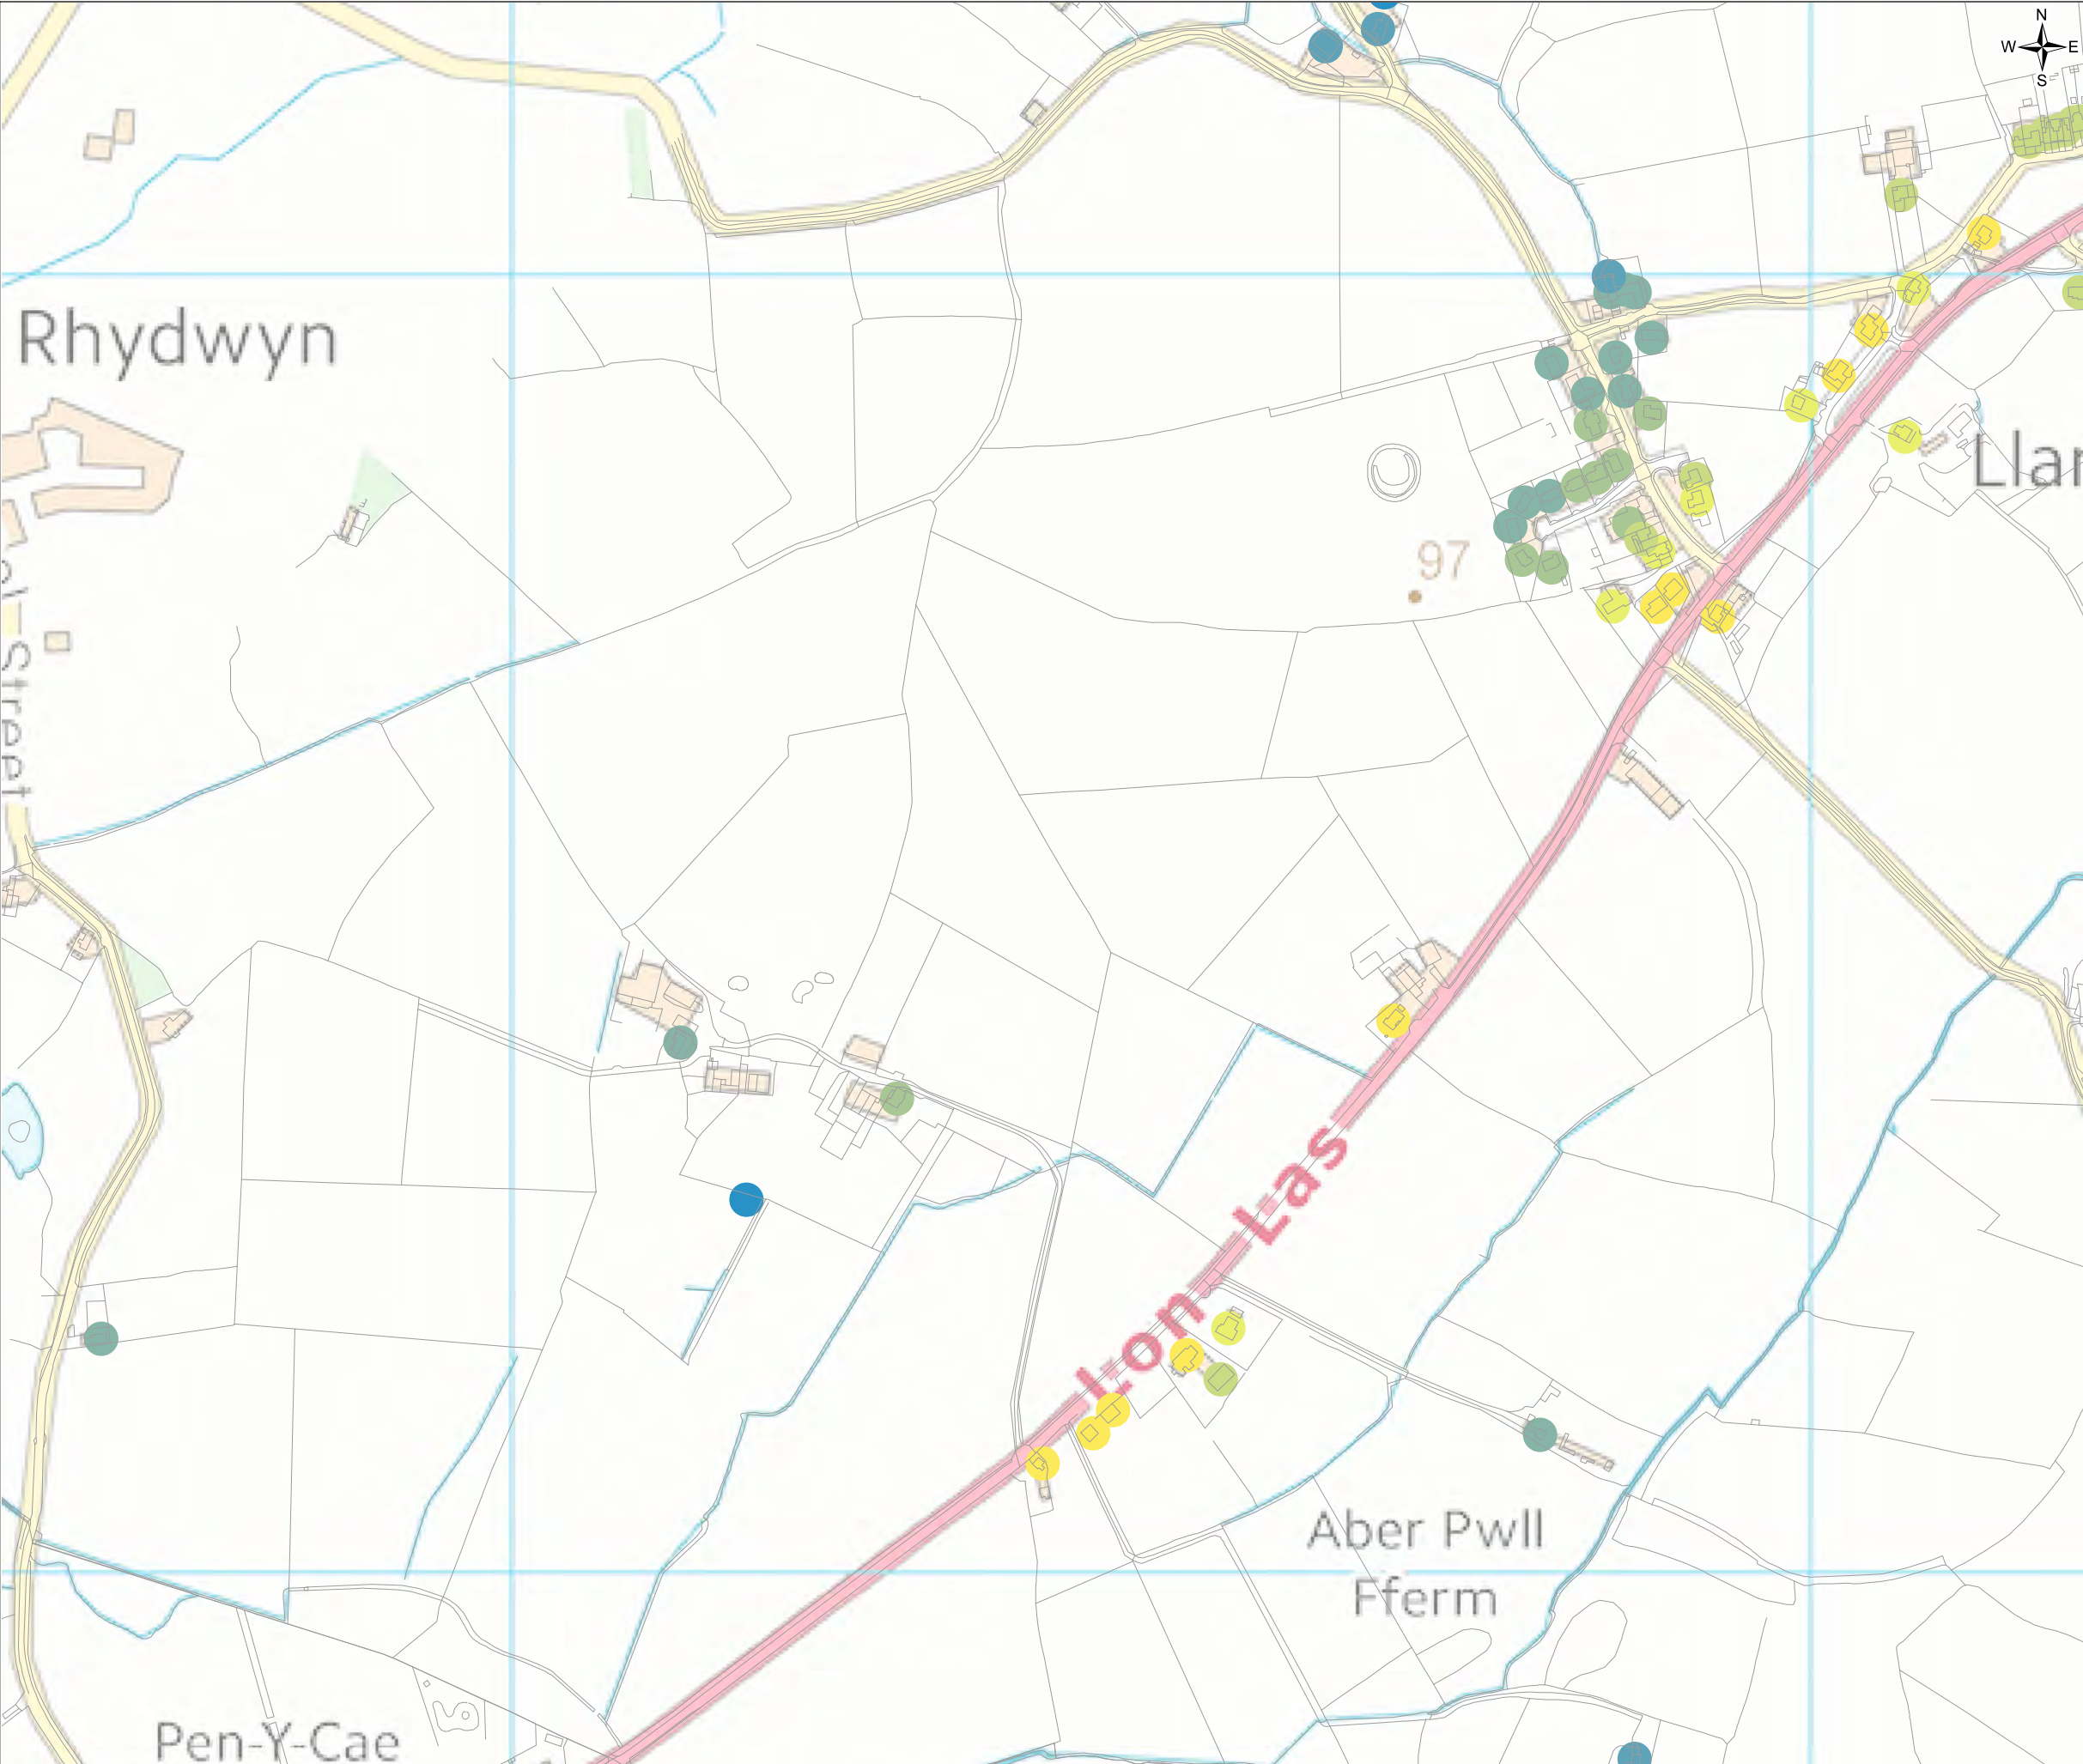 N
W E
S
Rhydwyn
Llan
97
Street
Lon Las
Aber Pwll
Fferm
Pen-Y-Cae